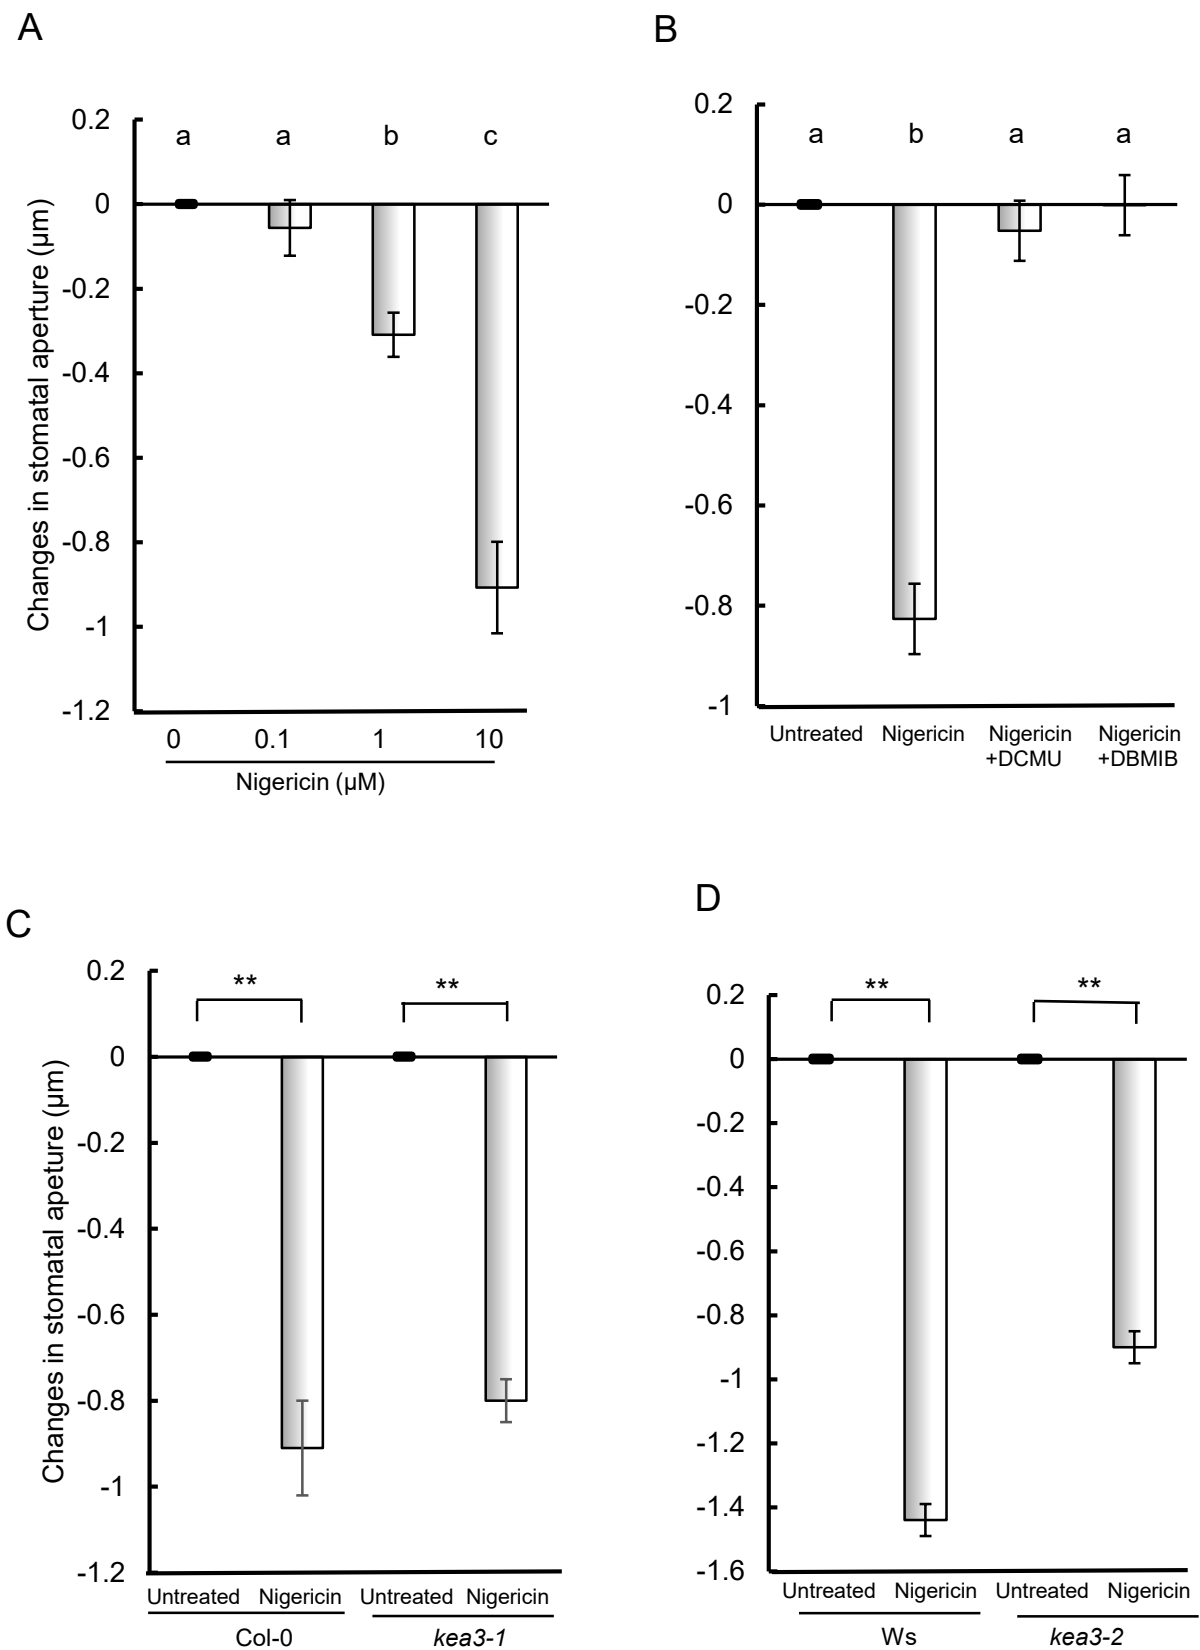 A
Changes in stomatal aperture (µm)
0.2
0
-0.2
-0.4
-0.6
-0.8
-1
-1.2
a a b c
0 0.1 1 10
Nigericin (µM)
B
0.2
0
-0.2
-0.4
-0.6
-0.8
-1
a b a a
Untreated Nigericin Nigericin Nigericin
+DCMU +DBMIB
C
Changes in stomatal apeture (µm)
0.2
0
-0.2
-0.4
-0.6
-0.8
-1
-1.2
** **
Untreated Nigericin Untreated Nigericin
Col-0 kea3-1
D
0.2
0
-0.2
-0.4
-0.6
-0.8
-1
-1.2
-1.4
-1.6
** **
Untreated Nigericin Untreated Nigericin
Ws kea3-2